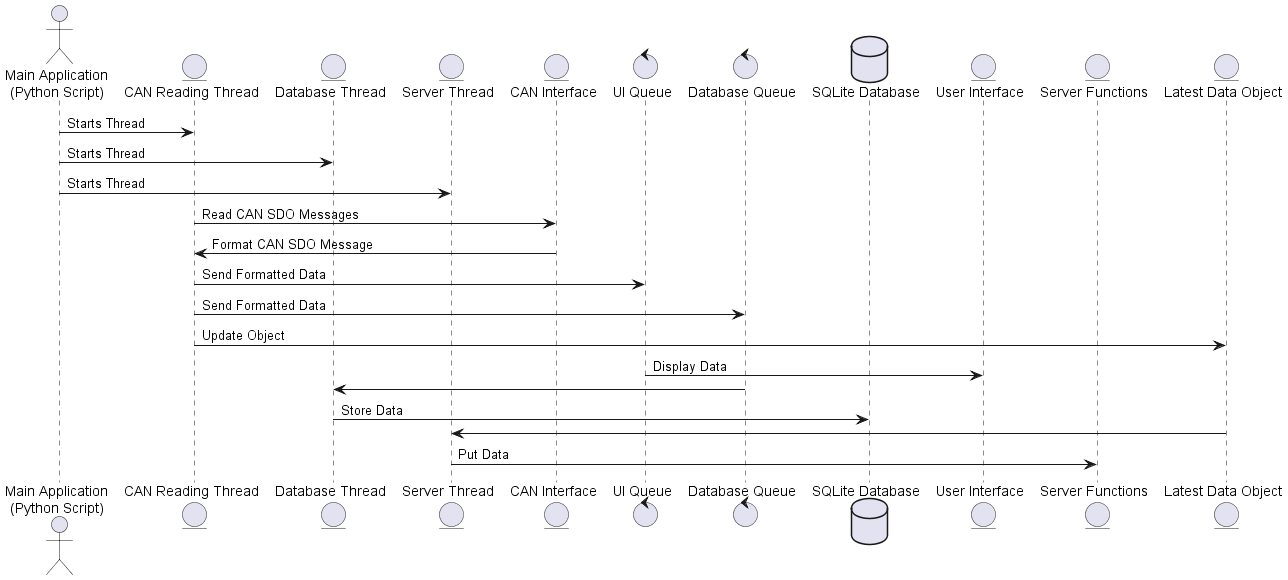 Main Application
(Python Script)
CAN Reading Thread
Database Thread
Server Thread
CAN Interface
UI Queue
Database Queue
SQLite Database
User Interface
Server Functions
Latest Data Object
Starts Thread
Starts Thread
Starts Thread
Read CAN SDO Messages
Format CAN SDO Message
Send Formatted Data
Send Formatted Data
Update Object
Display Data
Store Data
Put Data
Main Application
(Python Script)
CAN Reading Thread
Database Thread
Server Thread
CAN Interface
UI Queue
Database Queue
SQLite Database
User Interface
Server Functions
Latest Data Object